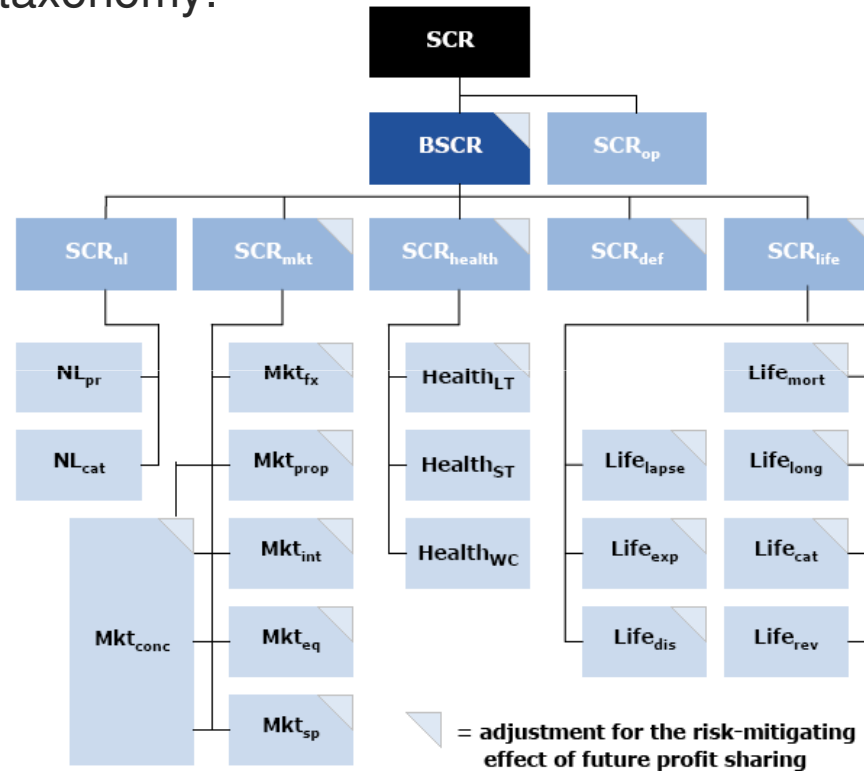 taxonomy:
SCR
BSCR
SCRop
SCRnl
SCRmkt
SCRhealth
SCRdef
SCRlife
NLpr
Mktfx
HealthLT
Lifemort
NLcat
Mktprop
HealthST
Lifelapse
Lifelong
Mktconc
Mktint
HealthWC
Lifeexp
Lifecat
Mkteq
Lifedis
Liferev
Mktsp
= adjustment for the risk-mitigating
effect of future profit sharing